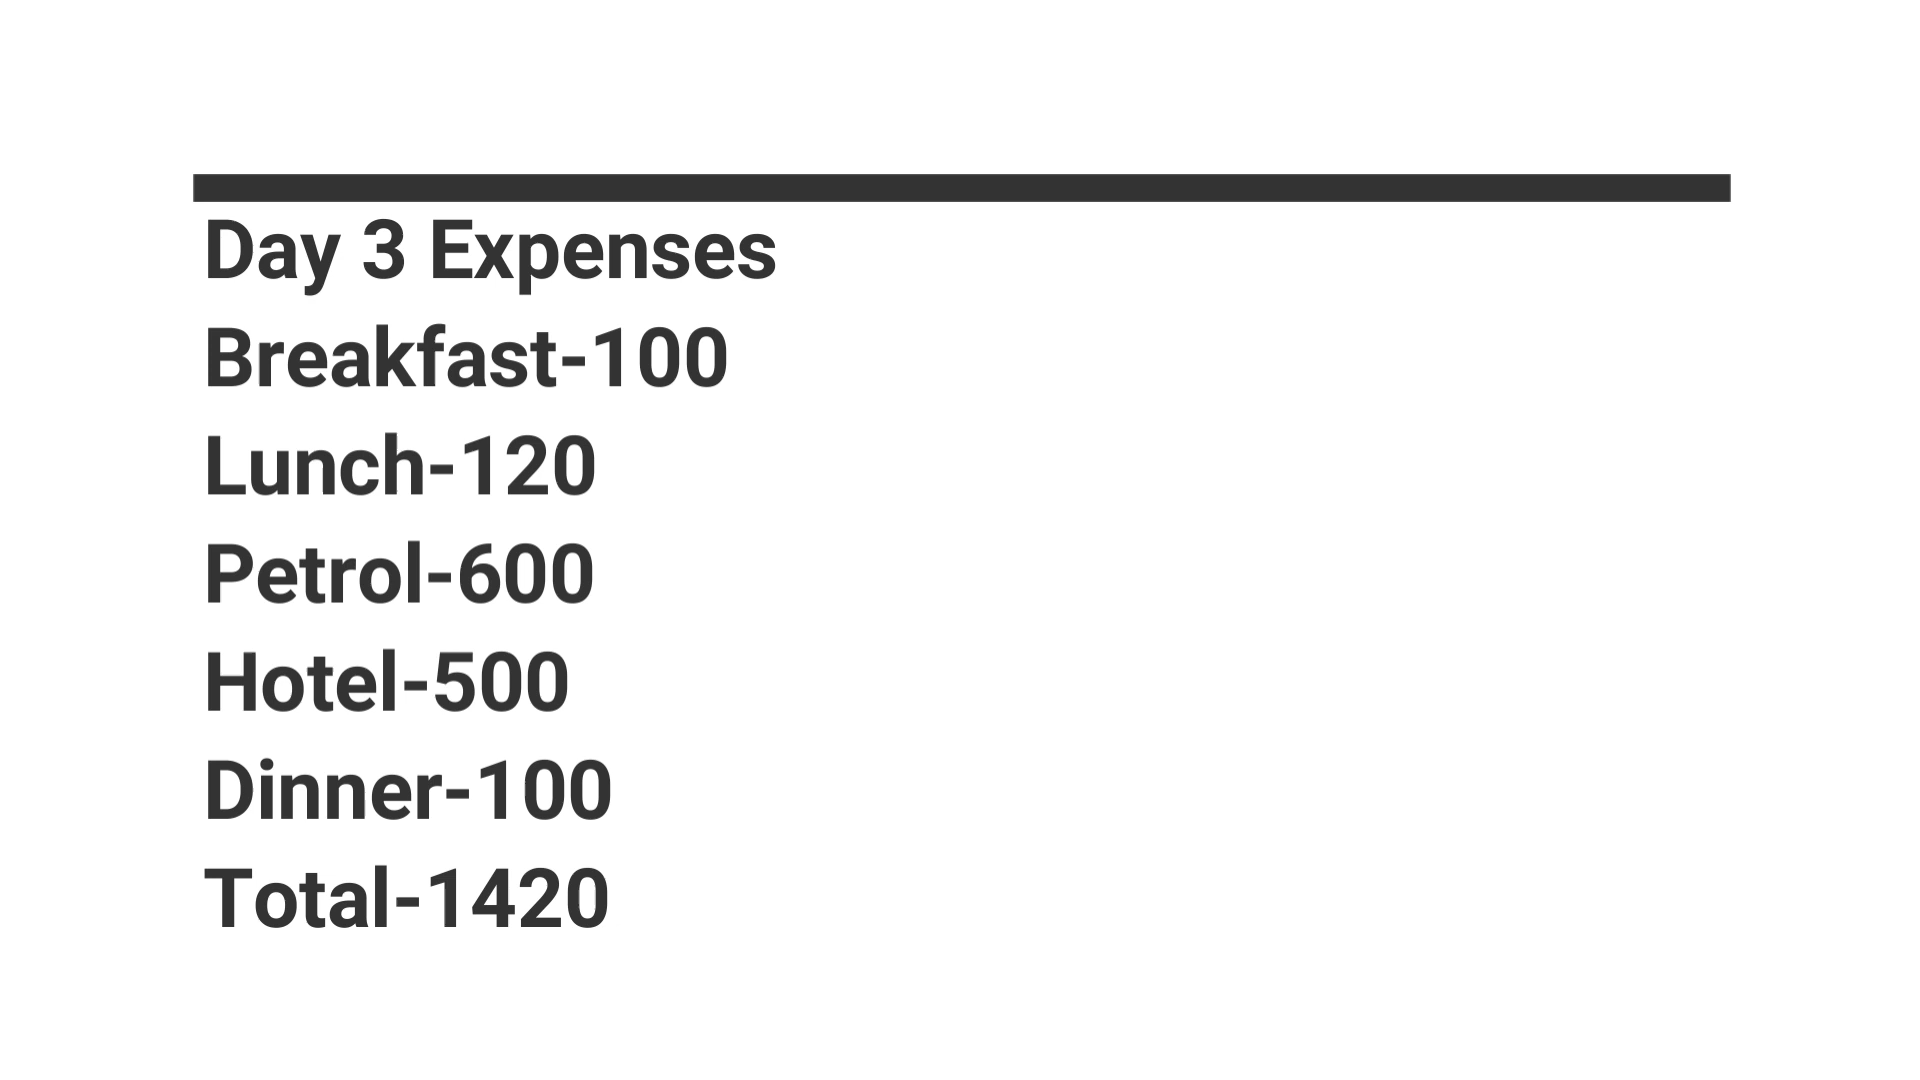 Day 3 Expenses
Breakfast-100
Lunch-120
Petrol-600
Hotel-500
Dinner-100
Total-1420